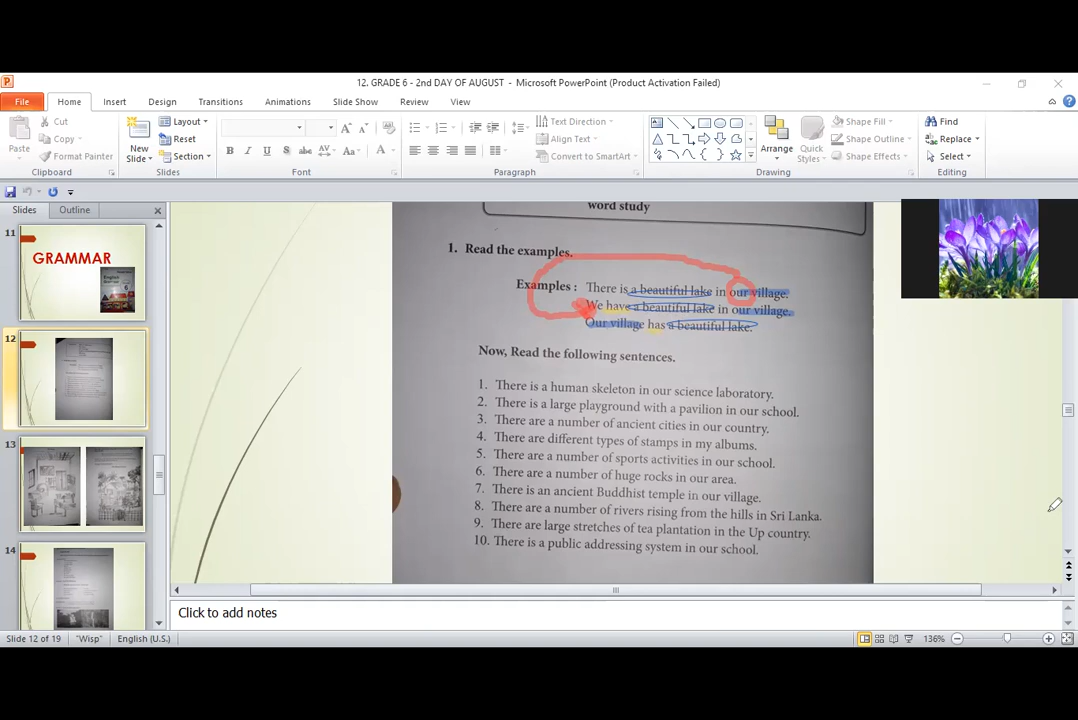 12. GRADE 6 - 2nd DAY OF AUGUST - Microsoft PowerPoint (Product Activation Failed)
File Home Insert Design Transitions Animations Slide Show Review View
Paste
Cut
Copy
Format Painter
Clipboard
New Slide
Layout
Reset
Section
Slides
Font
Text Direction
Align Text
Convert to SmartArt
Paragraph
Arrange
Quick Styles
Shape Fill
Shape Outline
Shape Effects
Drawing
Find
Replace
Select
Editing
Slides Outline
11
GRAMMAR
12
13
14
word study
1. Read the examples.
Examples : There is a beautiful lake in our village.
We have a beautiful lake in our village.
Our village has a beautiful lake.
Now, Read the following sentences.
1. There is a human skeleton in our science laboratory.
2. There is a large playground with a pavilion in our school.
3. There are a number of ancient cities in our country.
4. There are different types of stamps in my albums.
5. There are a number of sports activities in our school.
6. There are a number of huge rocks in our area.
7. There is an ancient Buddhist temple in our village.
8. There are a number of rivers rising from the hills in Sri Lanka.
9. There are large stretches of tea plantation in the Up country.
10. There is a public addressing system in our school.
Click to add notes
Slide 12 of 19 "Wisp" English (U.S.) 136%